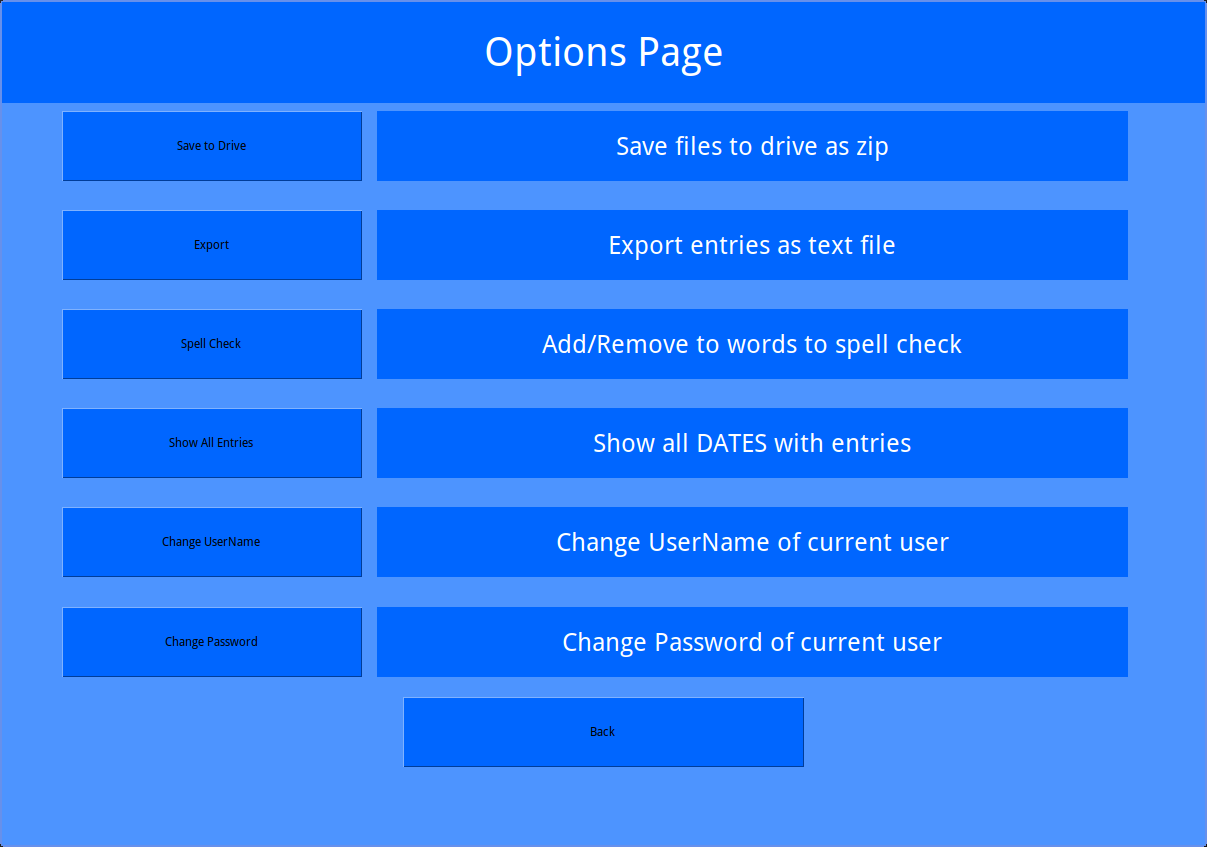 Options Page
Save to Drive
Save files to drive as zip
Export
Export entries as text file
Spell Check
Add/Remove to words to spell check
Show All Entries
Show all DATES with entries
Change UserName
Change UserName of current user
Change Password
Change Password of current user
Back